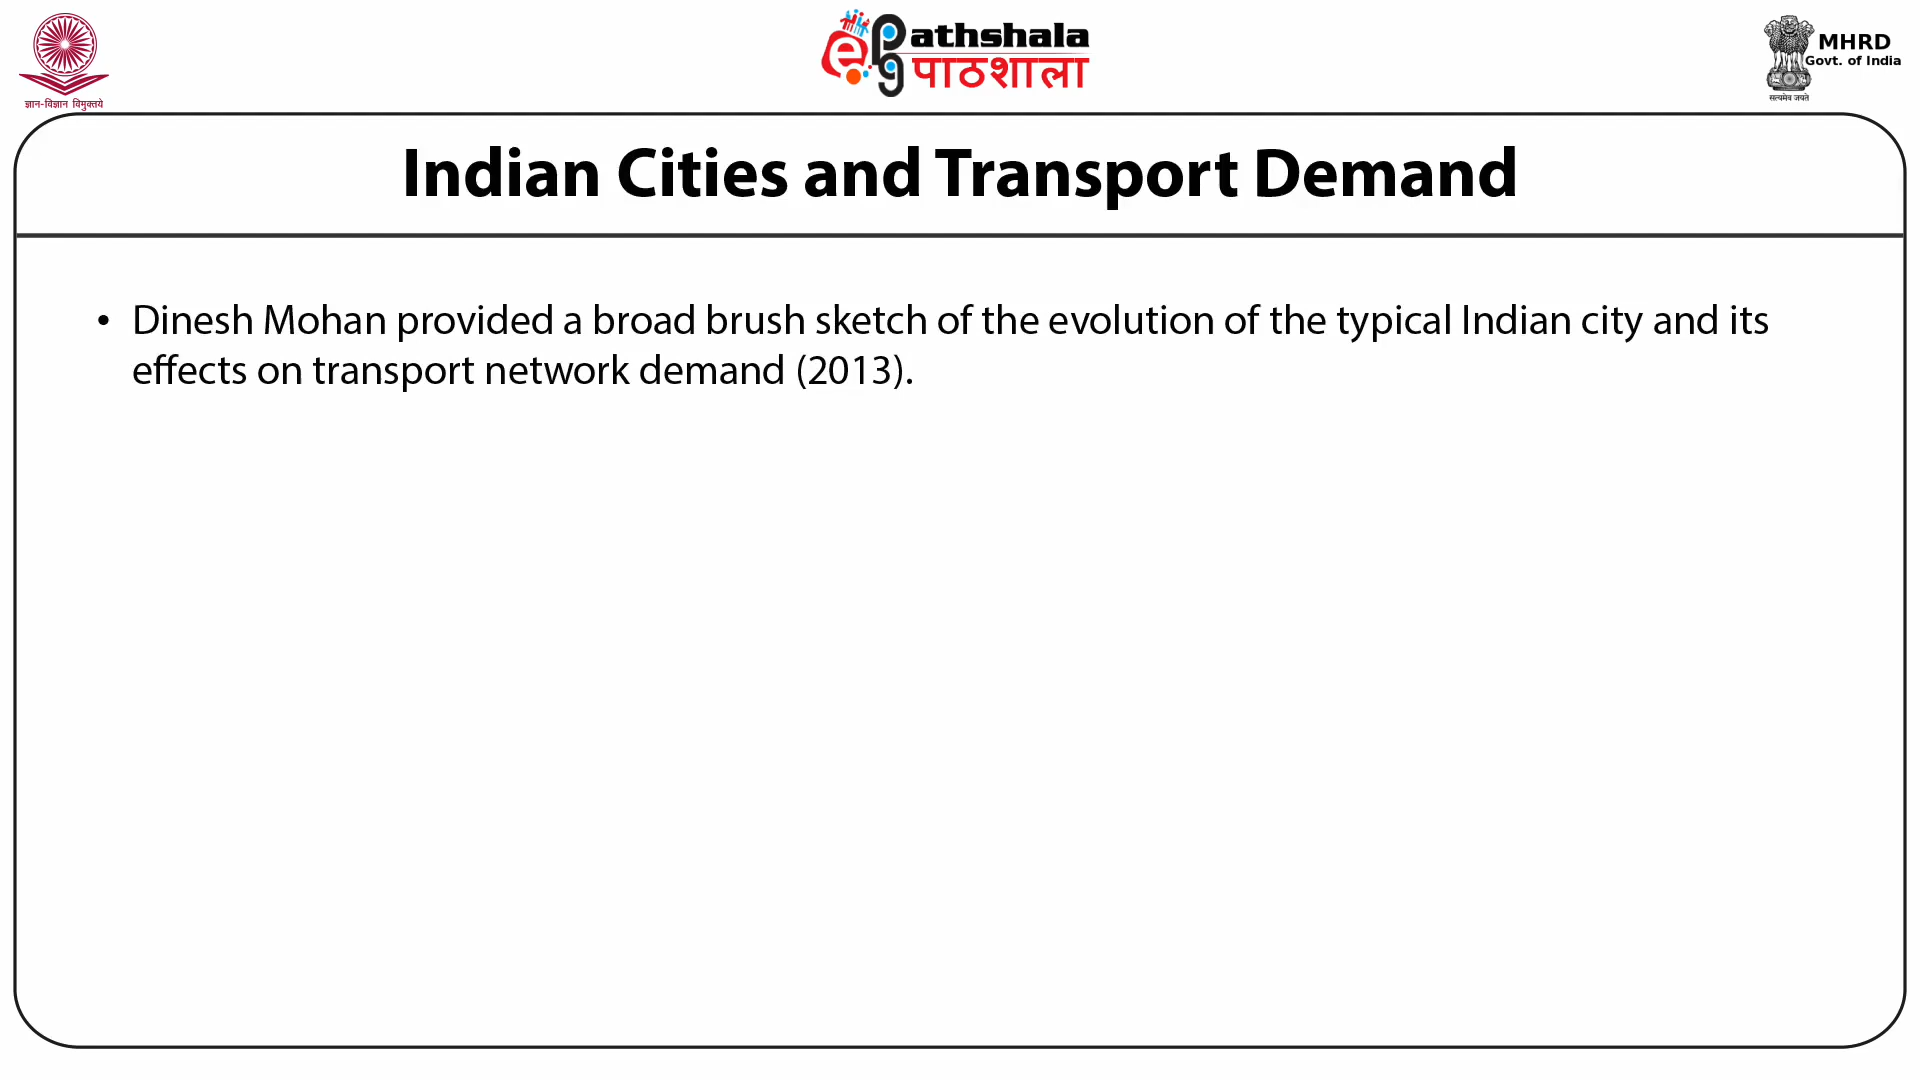 ज्ञान-विज्ञान विमुक्तये
e pg athshala
पाठशाला
MHRD
Govt. of India
सत्यमेव जयते
Indian Cities and Transport Demand
• Dinesh Mohan provided a broad brush sketch of the evolution of the typical Indian city and its
effects on transport network demand (2013).